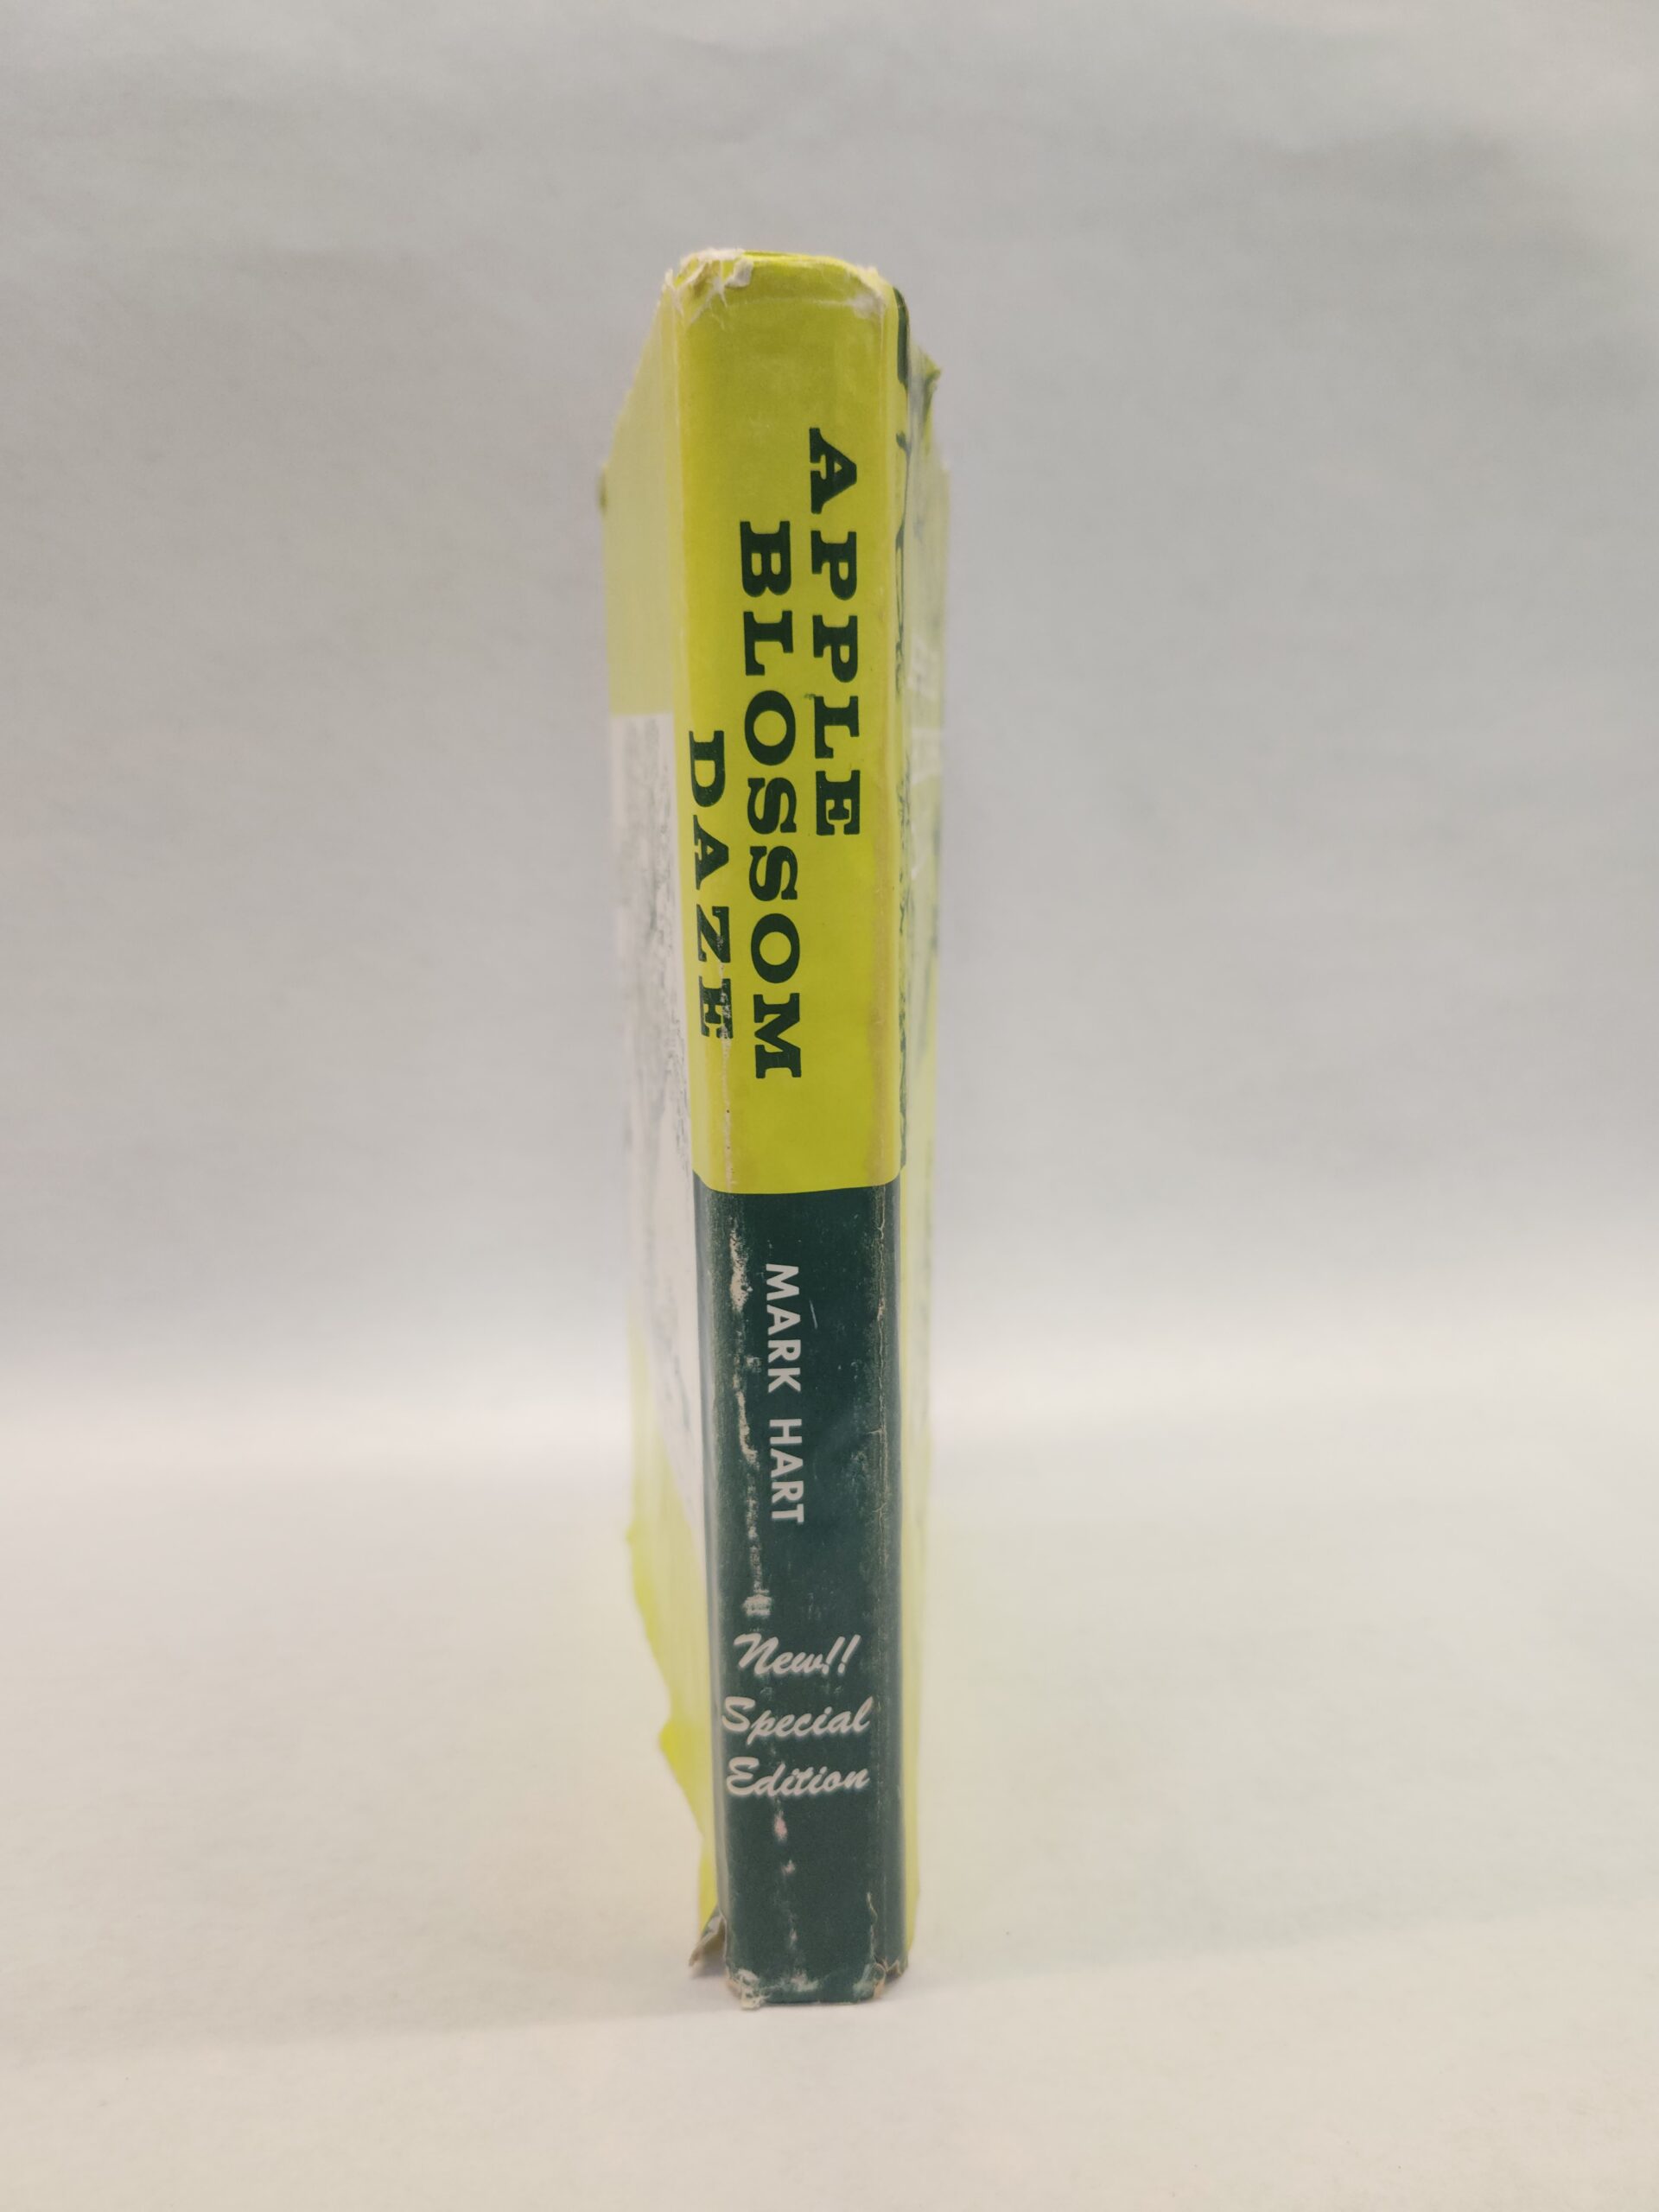 APPLE
BLOSSOM
DAZE
MARK HART
New!!
Special
Edition